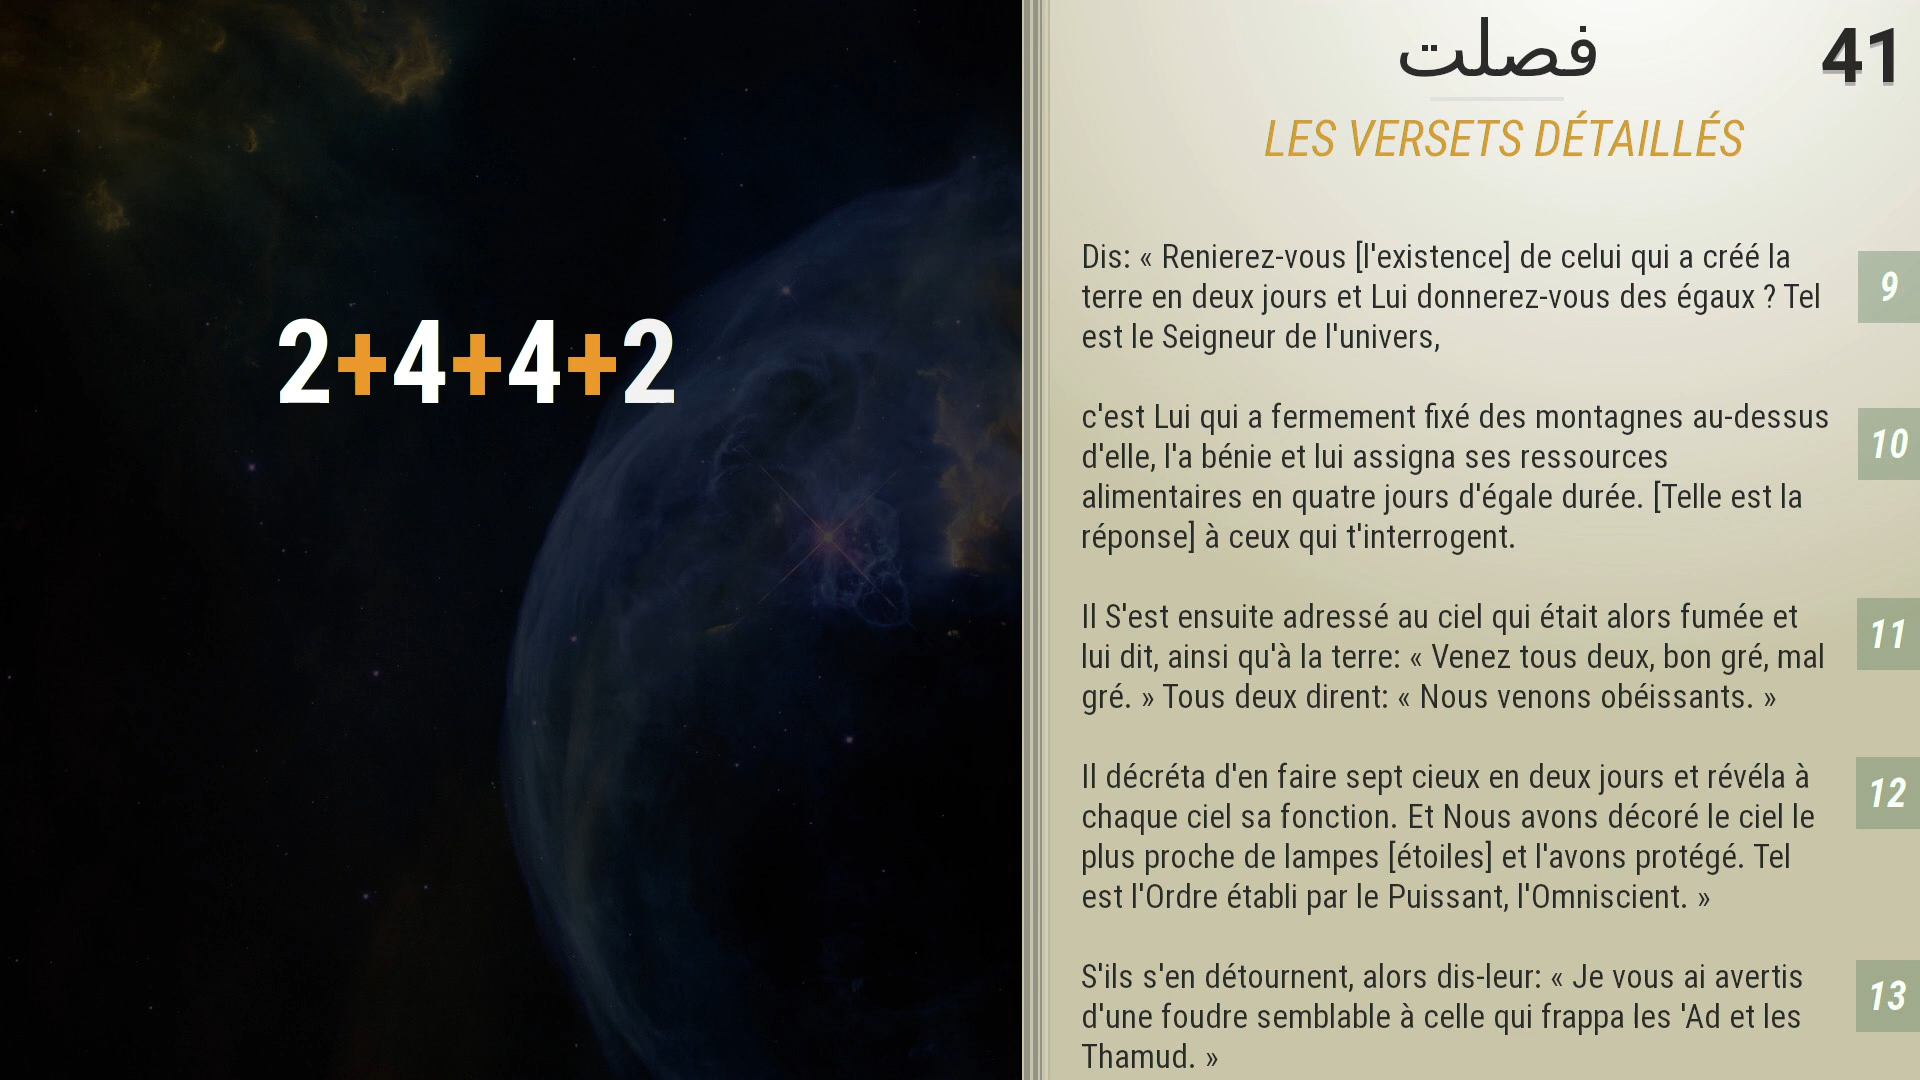 2+4+4+2
فصلت
41
LES VERSETS DÉTAILLÉS
Dis: « Renierez-vous [l'existence] de celui qui a créé la
terre en deux jours et Lui donnerez-vous des égaux ? Tel
est le Seigneur de l'univers,
9
c'est Lui qui a fermement fixé des montagnes au-dessus
d'elle, l'a bénie et lui assigna ses ressources
alimentaires en quatre jours d'égale durée. [Telle est la
réponse] à ceux qui t'interrogent.
10
Il S'est ensuite adressé au ciel qui était alors fumée et
lui dit, ainsi qu'à la terre: « Venez tous deux, bon gré, mal
gré. » Tous deux dirent: « Nous venons obéissants. »
11
Il décréta d'en faire sept cieux en deux jours et révéla à
chaque ciel sa fonction. Et Nous avons décoré le ciel le
plus proche de lampes [étoiles] et l'avons protégé. Tel
est l'Ordre établi par le Puissant, l'Omniscient. »
12
S'ils s'en détournent, alors dis-leur: « Je vous ai avertis
d'une foudre semblable à celle qui frappa les 'Ad et les
Thamud. »
13